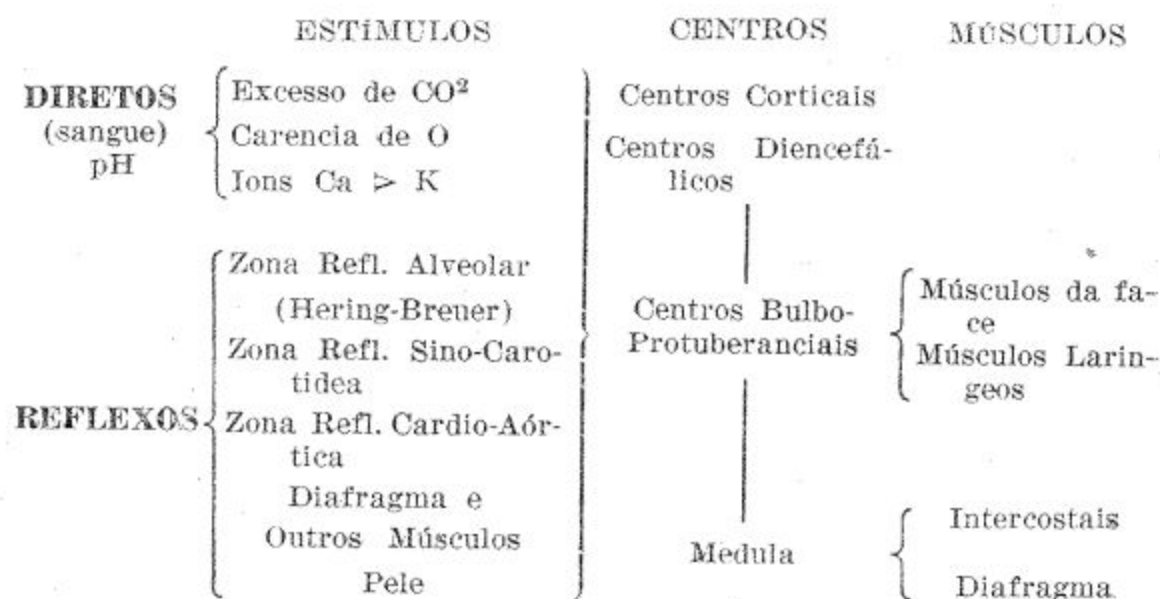 ESTÍMULOS CENTROS MÚSCULOS
DIRETOS
(sangue)
pH
Excesso de CO²
Carencia de O
Ions Ca > K
REFLEXOS
Zona Refl. Alveolar
(Hering-Breuer)
Zona Refl. Sino-Caro-
tidea
Zona Refl. Cardio-Aór-
tica
Diafragma e
Outros Músculos
Pele
Centros Corticais
Centros Diencefá-
licos
Centros Bulbo-
Protuberanciais
Medula
Músculos da fa-
ce
Músculos Larin-
geos
Intercostais
Diafragma